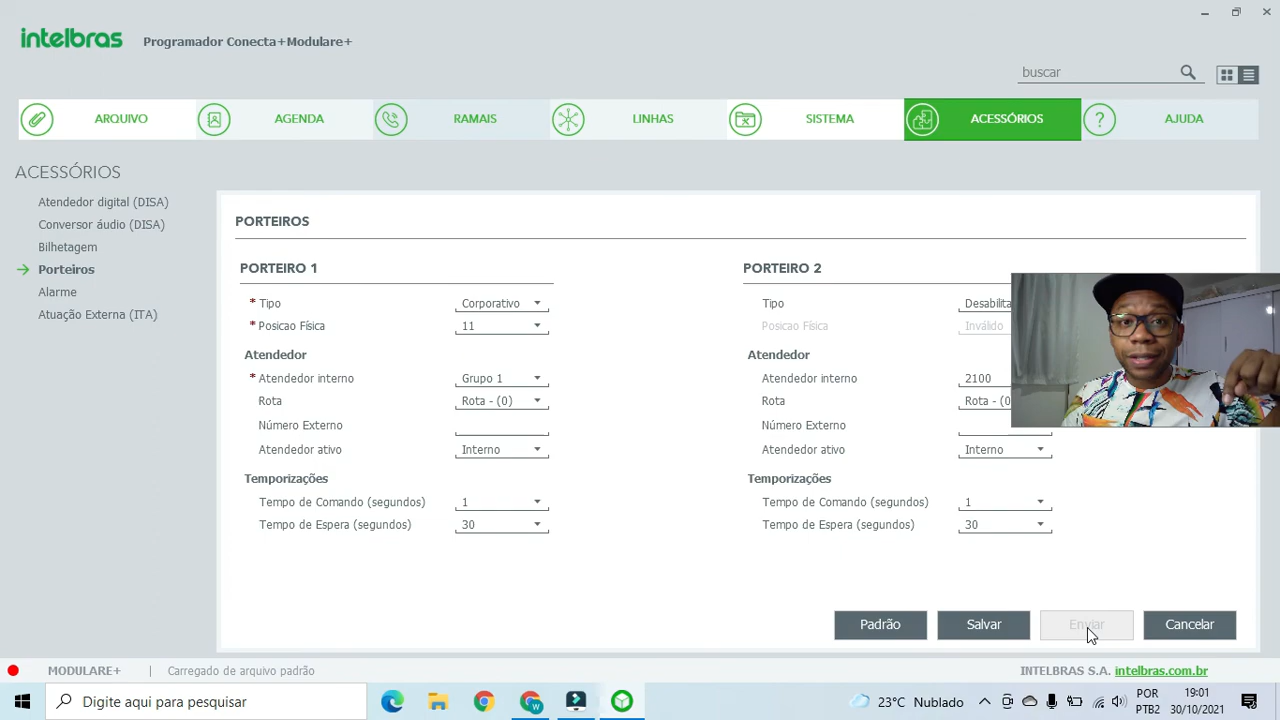 intelbras
Programador Conecta+Modulare+
buscar
ARQUIVO
AGENDA
RAMAIS
LINHAS
SISTEMA
ACESSÓRIOS
AJUDA
ACESSÓRIOS
Atendedor digital (DISA)
Conversor áudio (DISA)
Bilhetagem
Porteiros
Alarme
Atuação Externa (ITA)
PORTEIROS
PORTEIRO 1
* Tipo Corporativo
* Posicao Física 11
Atendedor
* Atendedor interno Grupo 1
Rota Rota - (0)
Número Externo
Atendedor ativo Interno
Temporizações
Tempo de Comando (segundos) 1
Tempo de Espera (segundos) 30
PORTEIRO 2
Tipo Desabilita
Posicao Física Inválido
Atendedor
Atendedor interno 2100
Rota Rota - (0
Número Externo
Atendedor ativo Interno
Temporizações
Tempo de Comando (segundos) 1
Tempo de Espera (segundos) 30
Padrão
Salvar
Enviar
Cancelar
MODULARE+ | Carregado de arquivo padrão
INTELBRAS S.A. intelbras.com.br
Digite aqui para pesquisar
23°C Nublado
POR
PTB2
19:01
30/10/2021